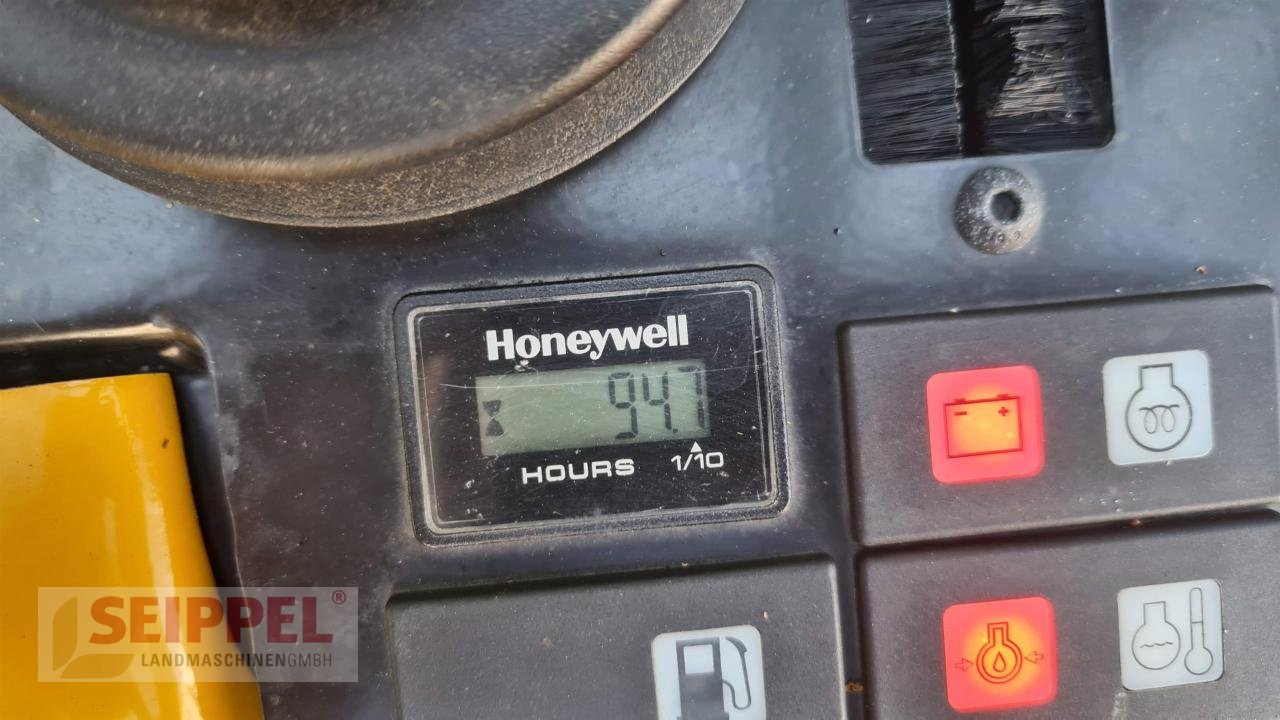 Honeywell
94.7
HOURS 1/10
SEIPPEL®
LANDMASCHINENGMBH